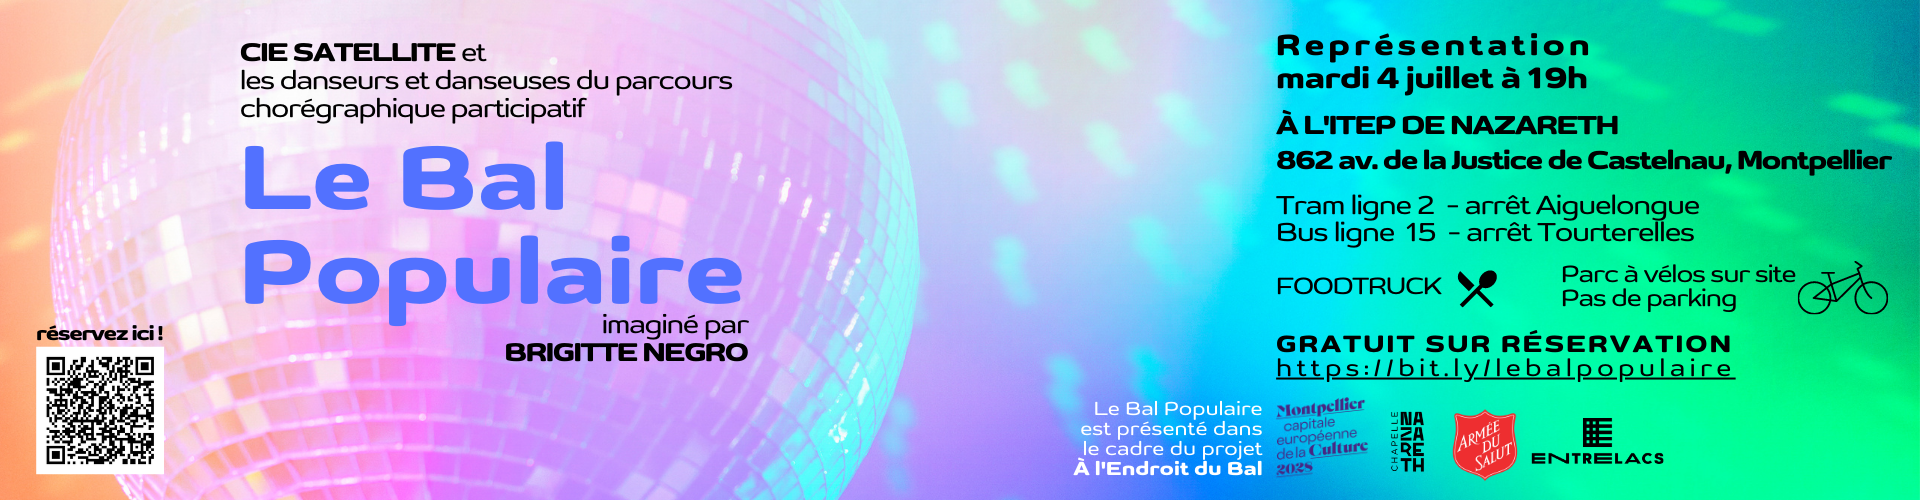 CIE SATELLITE et
les danseurs et danseuses du parcours
chorégraphique participatif
Le Bal
Populaire
imaginé par
BRIGITTE NEGRO
réservez ici !
Représentation
mardi 4 juillet à 19h
À L'ITEP DE NAZARETH
862 av. de la Justice de Castelnau, Montpellier
Tram ligne 2 - arrêt Aiguelongue
Bus ligne 15 - arrêt Tourterelles
FOODTRUCK
Parc à vélos sur site
Pas de parking
GRATUIT SUR RÉSERVATION
https://bit.ly/lebalpopulaire
Le Bal Populaire
est présenté dans
le cadre du projet
À l'Endroit du Bal
Montpellier
capitale
européenne
de la Culture
2028
CHAPELLE
NA
ZA
RE
TH
ARMÉE
DU
SALUT
ENTRELACS